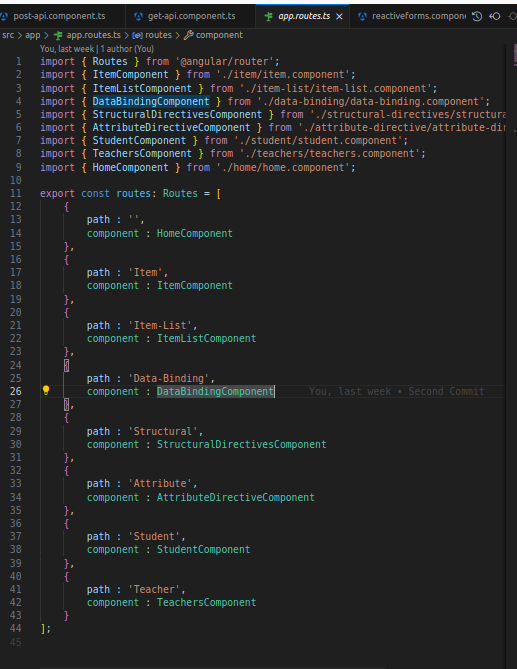 post-api.component.ts get-api.component.ts app.routes.ts × reactiveforms.compon
src > app > app.routes.ts > routes > component
You, last week | 1 author (You)
1 import { Routes } from '@angular/router';
2 import { ItemComponent } from './item/item.component';
3 import { ItemListComponent } from './item-list/item-list.component';
4 import { DataBindingComponent } from './data-binding/data-binding.component';
5 import { StructuralDirectivesComponent } from './structural-directives/structura
6 import { AttributeDirectiveComponent } from './attribute-directive/attribute-dir
7 import { StudentComponent } from './student/student.component';
8 import { TeachersComponent } from './teachers/teachers.component';
9 import { HomeComponent } from './home/home.component';
10
11 export const routes: Routes = [
12 {
13 path : '',
14 component : HomeComponent
15 },
16 {
17 path : 'Item',
18 component : ItemComponent
19 },
20 {
21 path : 'Item-List',
22 component : ItemListComponent
23 },
24 {
25 path : 'Data-Binding',
26 component : DataBindingComponent You, last week • Second Commit
27 },
28 {
29 path : 'Structural',
30 component : StructuralDirectivesComponent
31 },
32 {
33 path : 'Attribute',
34 component : AttributeDirectiveComponent
35 },
36 {
37 path : 'Student',
38 component : StudentComponent
39 },
40 {
41 path : 'Teacher',
42 component : TeachersComponent
43 }
44 ];
45